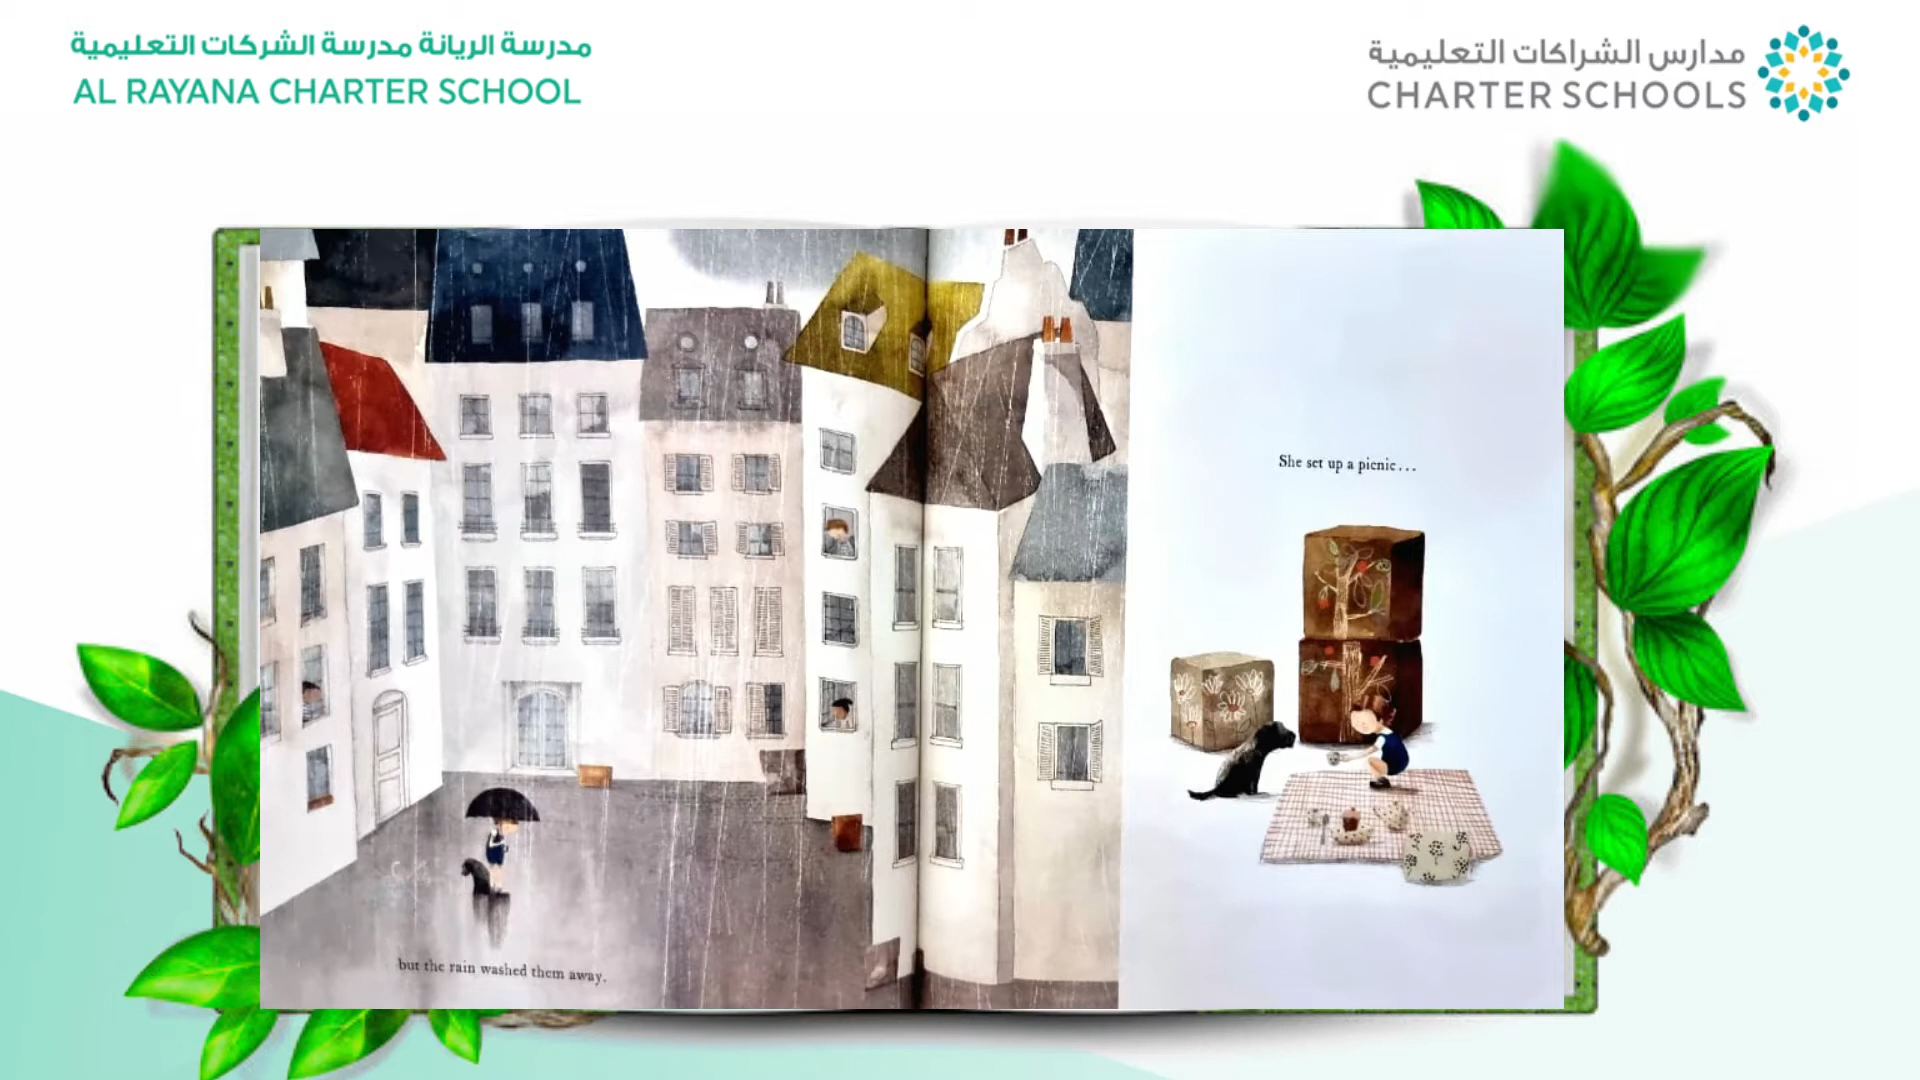 مدرسة الريانة مدرسة الشركات التعليمية
AL RAYANA CHARTER SCHOOL
مدارس الشراكات التعليمية
CHARTER SCHOOLS
but the rain washed them away.
She set up a picnic...